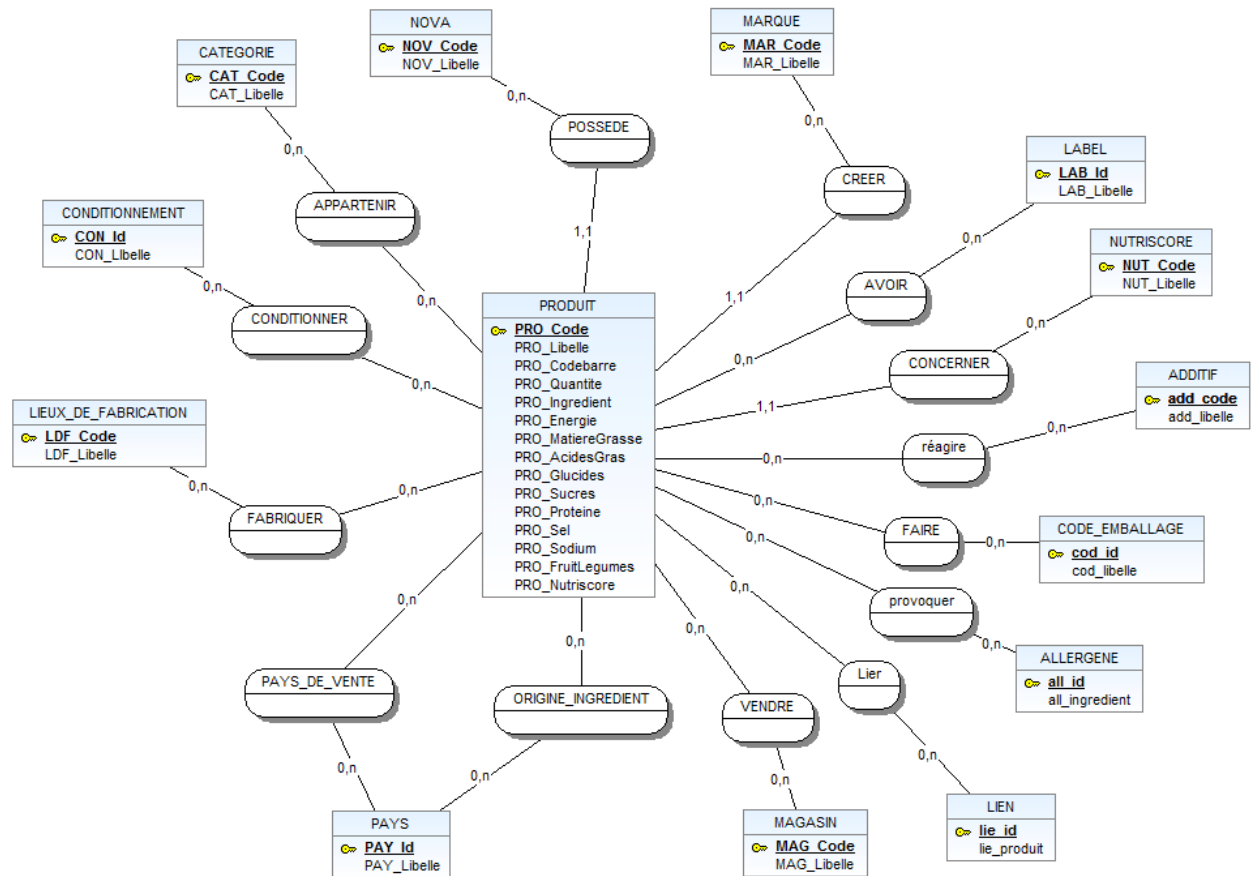 NOVA
NOV_Code
NOV_Libelle
MARQUE
MAR_Code
MAR_Libelle
CATEGORIE
CAT_Code
CAT_Libelle
0,n
0,n
POSSEDE
0,n
0,n
LABEL
LAB_Id
LAB_Libelle
CREER
APPARTENIR
CONDITIONNEMENT
CON_Id
CON_LIbelle
1,1
0,n
NUTRISCORE
NUT_Code
NUT_Libelle
0,n
CONDITIONNER
0,n
1,1
AVOIR
0,n
PRODUIT
PRO_Code
PRO_Libelle
PRO_Codebarre
PRO_Quantite
PRO_Ingredient
PRO_Energie
PRO_MatiereGrasse
PRO_AcidesGras
PRO_Glucides
PRO_Sucres
PRO_Proteine
PRO_Sel
PRO_Sodium
PRO_FruitLegumes
PRO_Nutriscore
0,n
0,n
CONCERNER
1,1
ADDITIF
add_code
add_libelle
LIEUX_DE_FABRICATION
LDF_Code
LDF_Libelle
0,n
réagire
0,n
0,n
0,n
FABRIQUER
0,n
FAIRE
0,n
CODE_EMBALLAGE
cod_id
cod_libelle
0,n
0,n
provoquer
0,n
0,n
0,n
0,n
ALLERGENE
all_id
all_ingredient
PAYS_DE_VENTE
ORIGINE_INGREDIENT
VENDRE
Lier
0,n
0,n
0,n
0,n
PAYS
PAY_Id
PAY_Libelle
MAGASIN
MAG_Code
MAG_Libelle
LIEN
lie_id
lie_produit